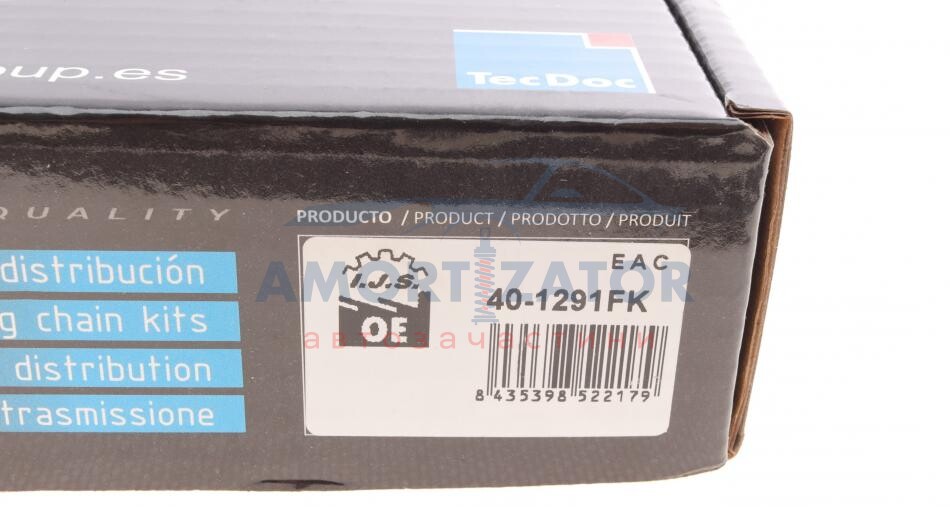 oup.es
TecDoc
QUALITY
PRODUCTO / PRODUCT / PRODOTTO / PRODUIT
distribución
g chain kits
distribution
trasmissione
I.J.S.
OE
EAC
40-1291FK
8 435398 522179
AMORTIZATOR
автозапчастини